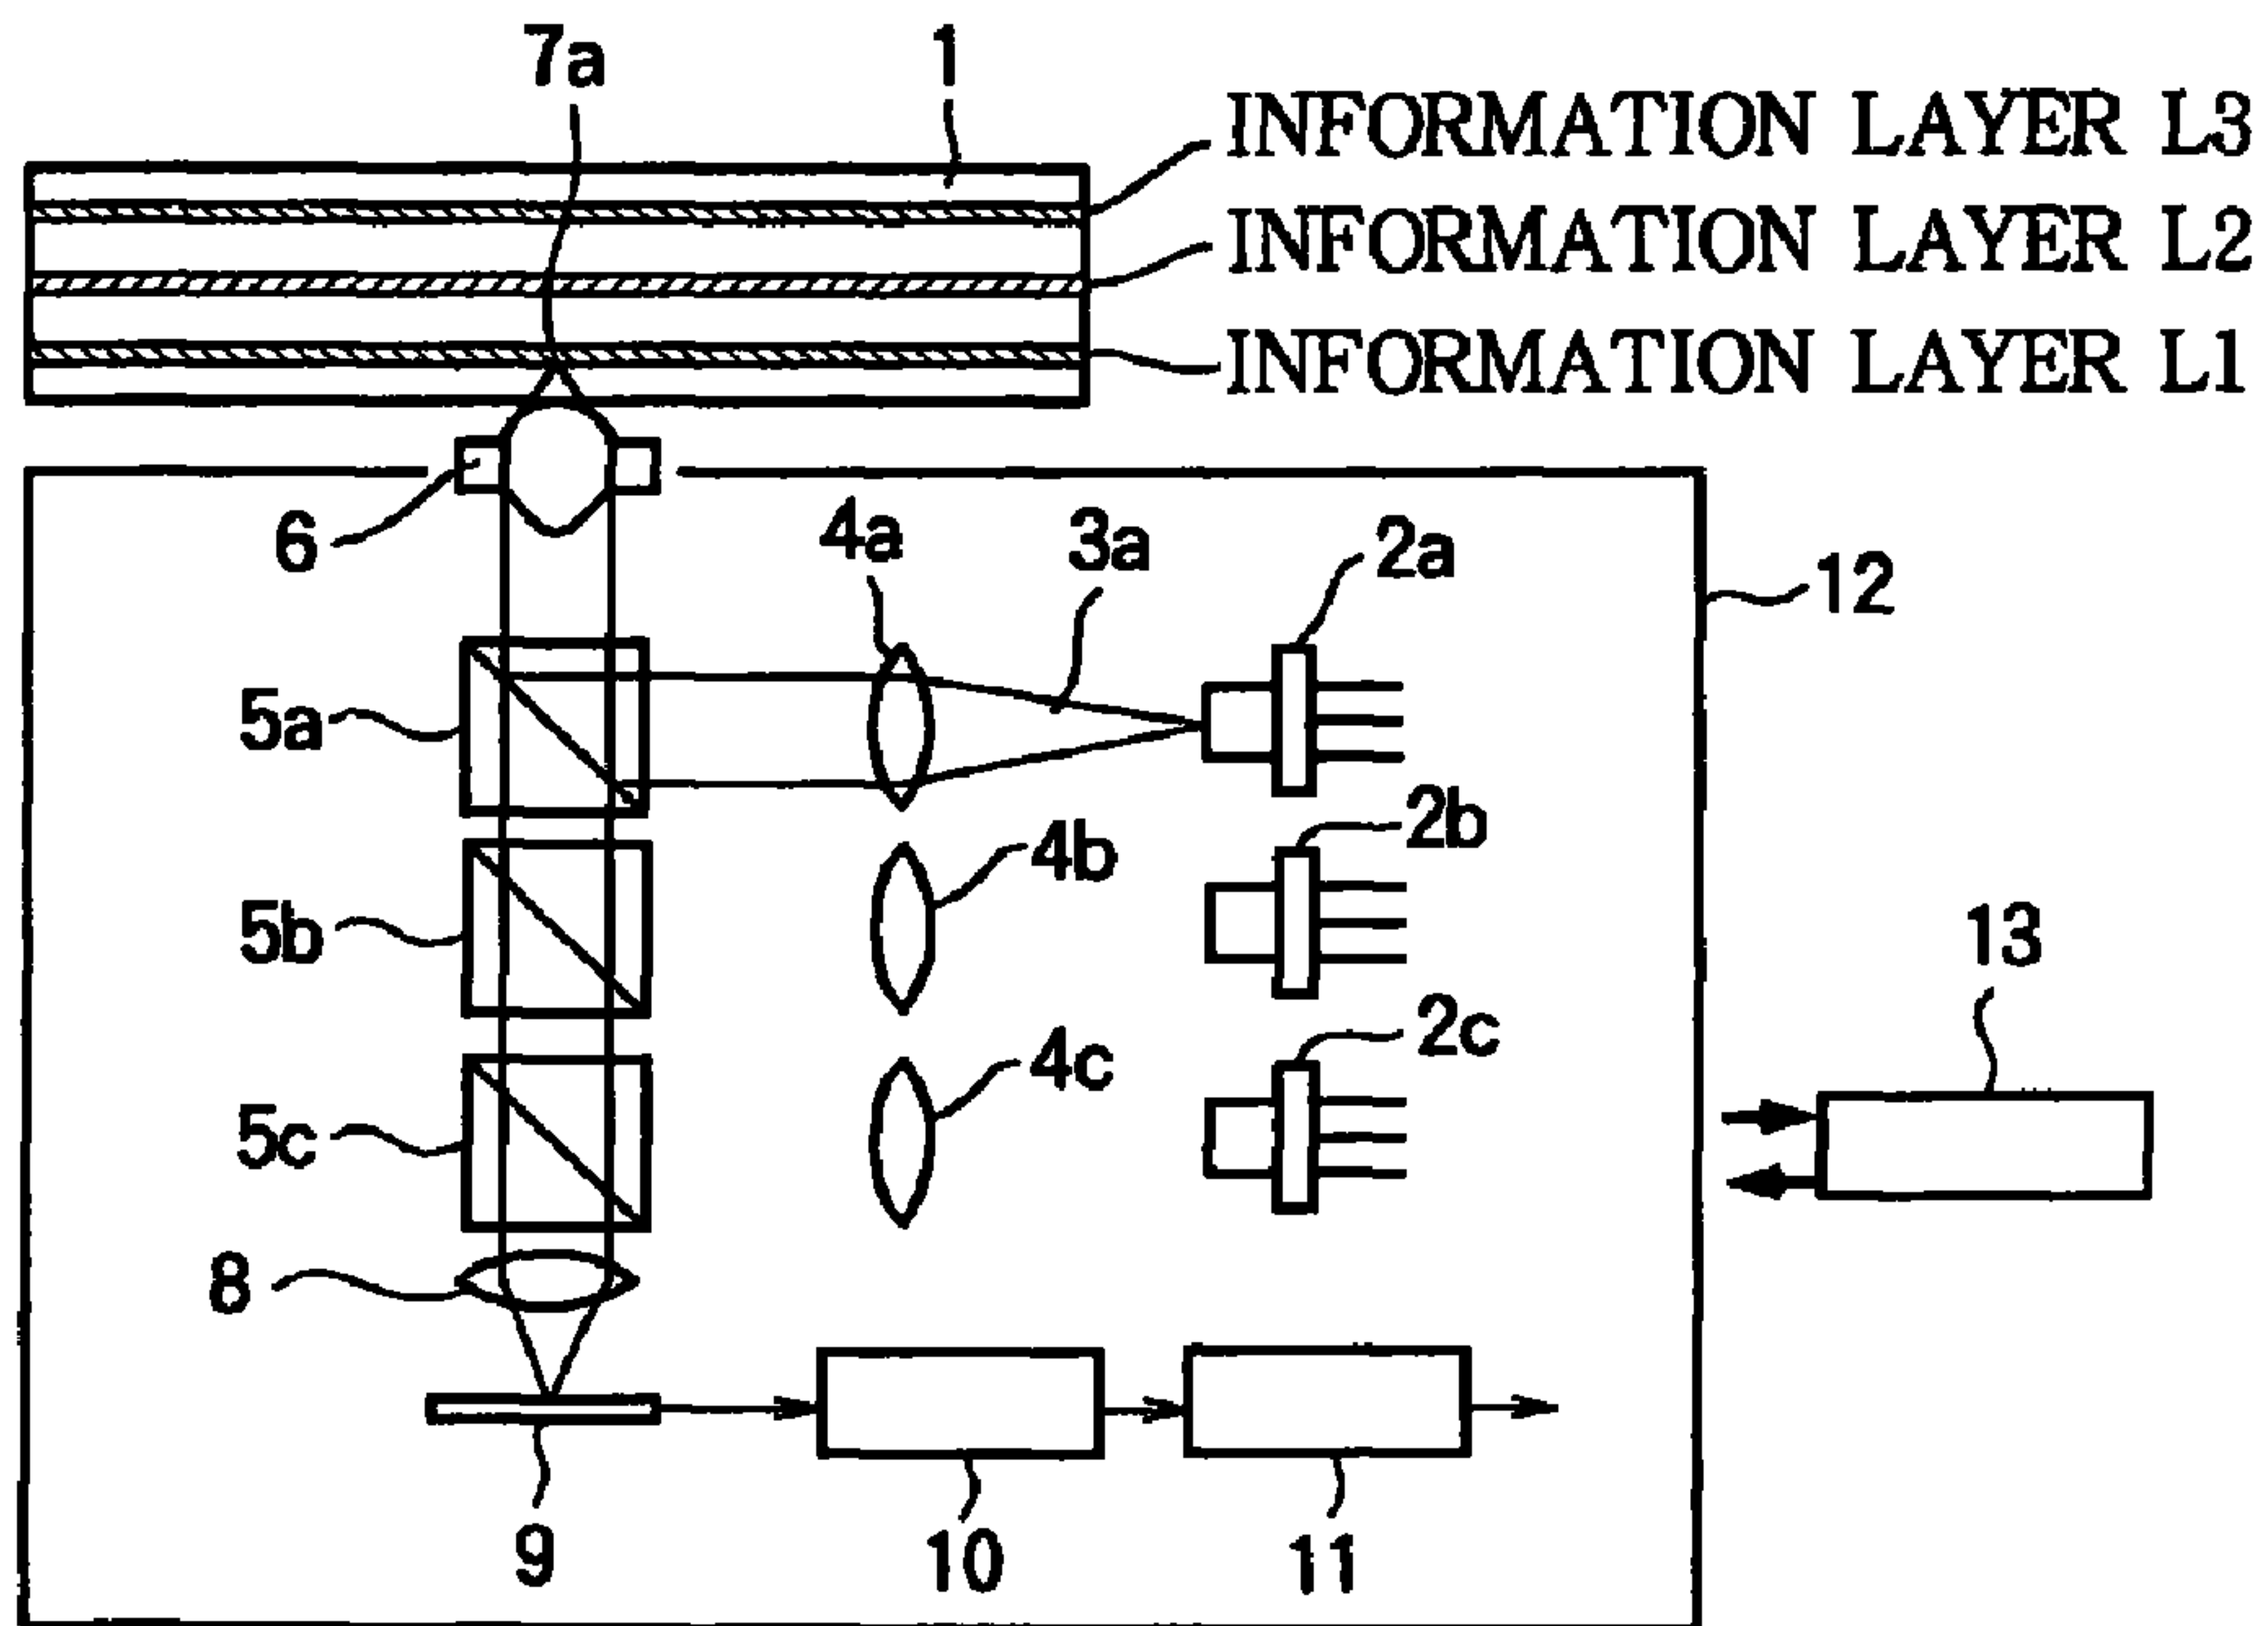 7a
1
INFORMATION LAYER L3
INFORMATION LAYER L2
INFORMATION LAYER L1
6
4a
3a
2a
12
5a
2b
4b
5b
13
2c
4c
5c
8
9
10
11